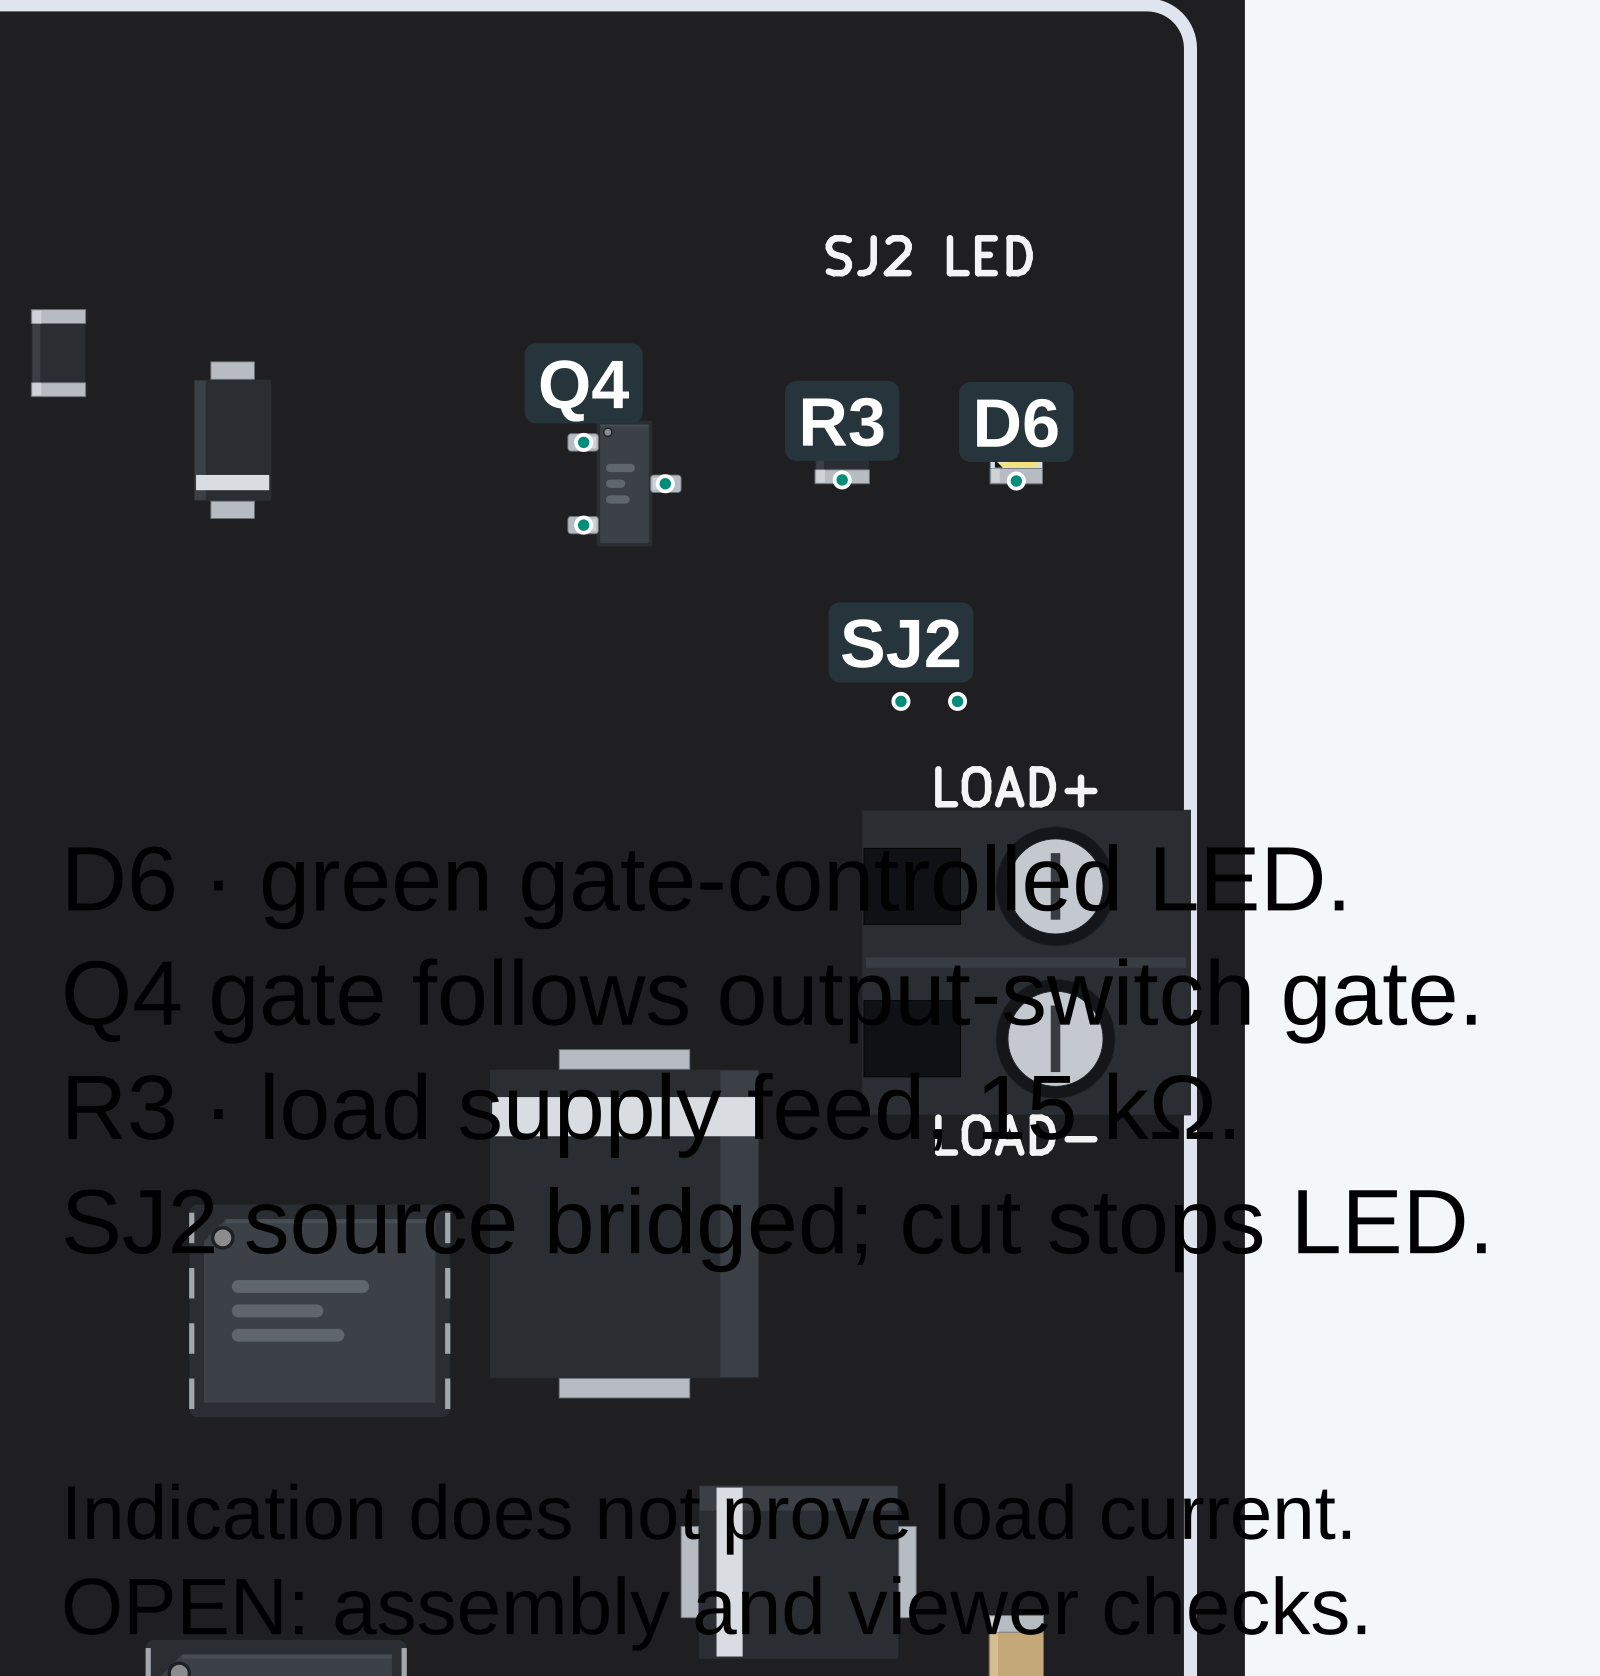 SJ2 LED
Q4
R3
D6
SJ2
LOAD+
D6 · green gate-controlled LED.
Q4 gate follows output-switch gate.
R3 · load supply feed, 15 kΩ.
LOAD-
SJ2 source bridged; cut stops LED.
Indication does not prove load current.
OPEN: assembly and viewer checks.